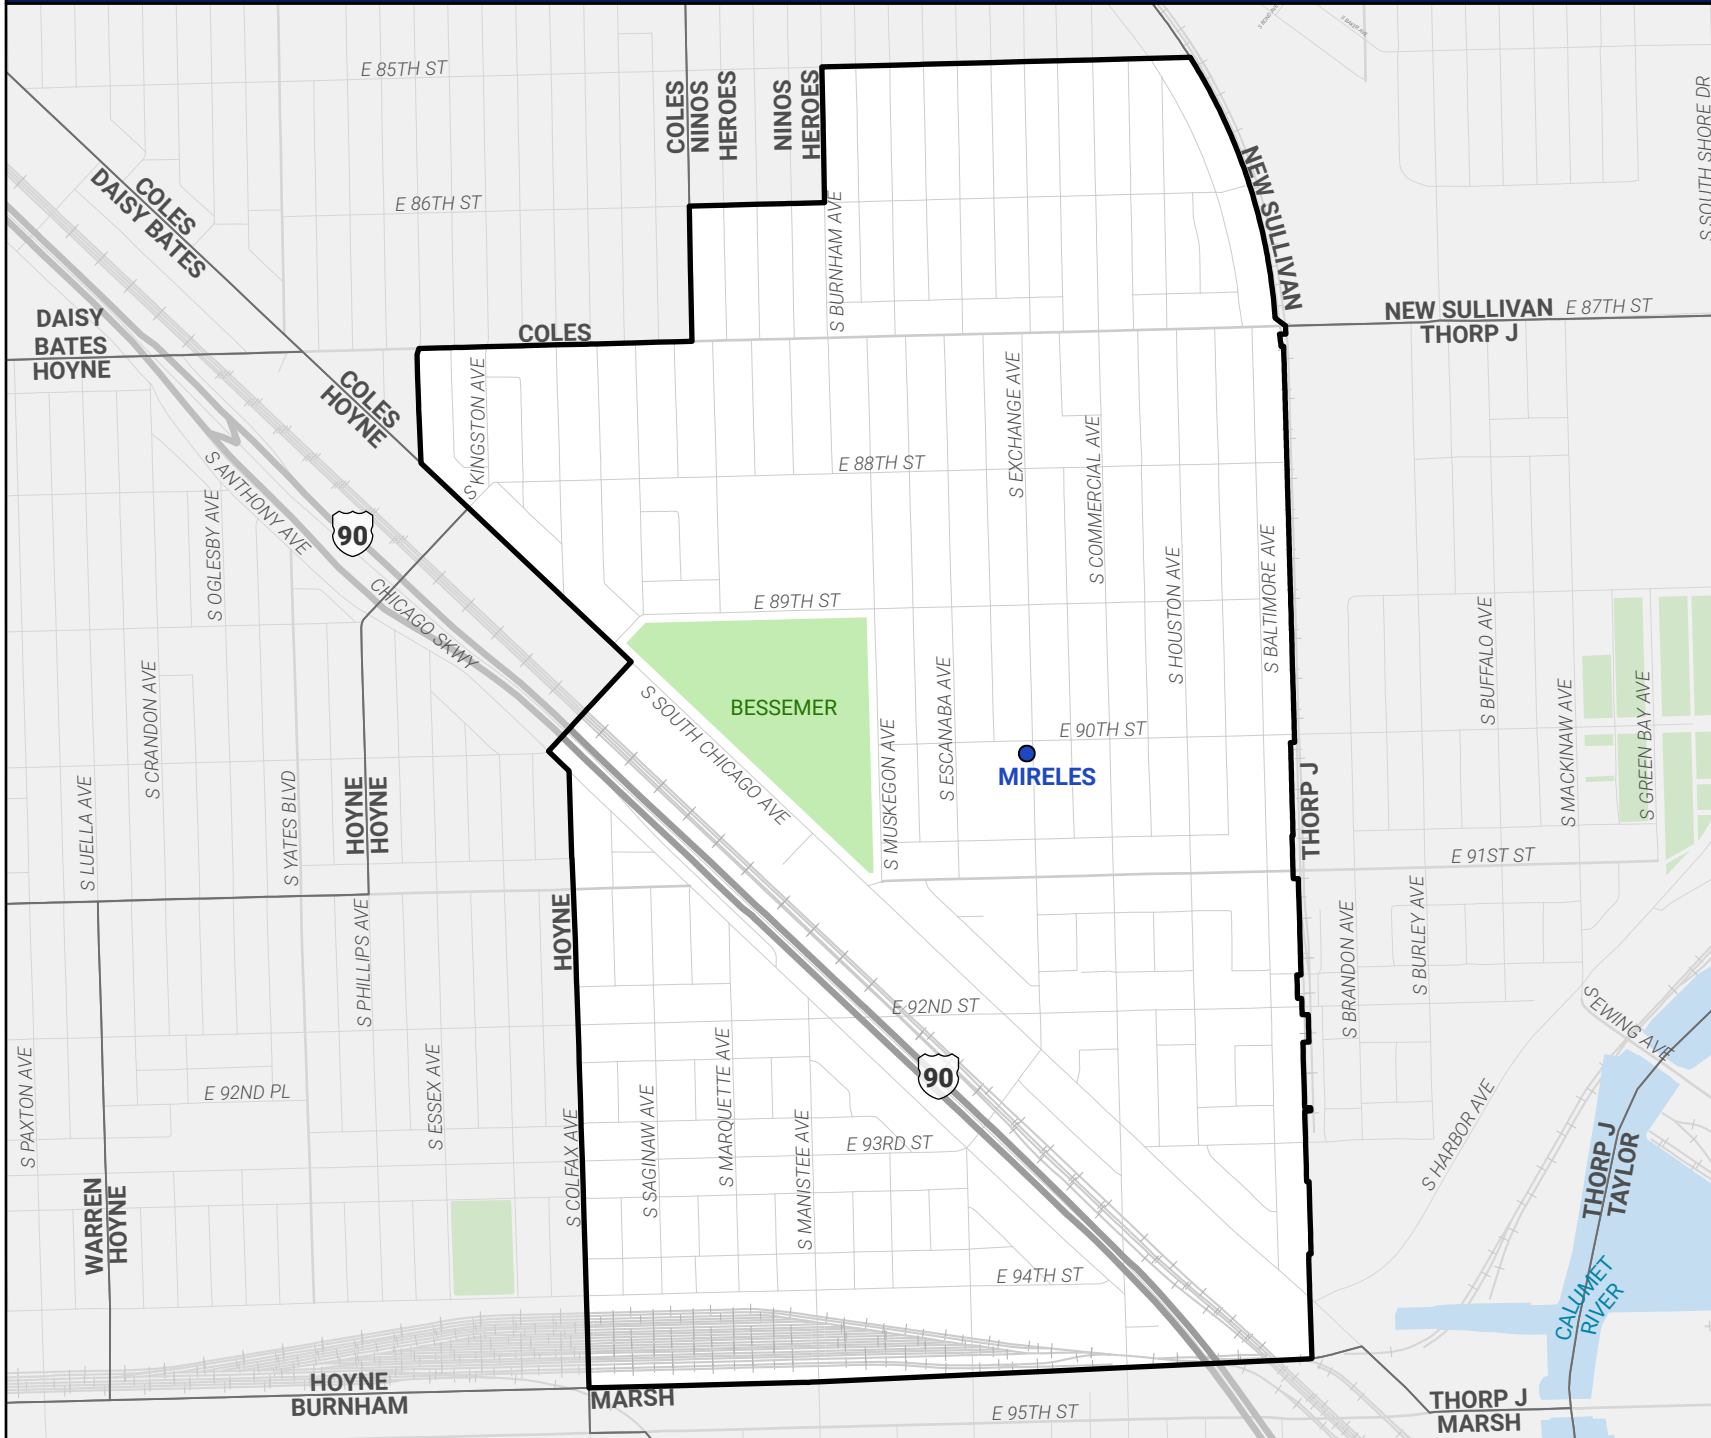 S BOND AVE
S BAKER AVE
E 85TH ST
COLES
NINOS
HEROES
NINOS
HEROES
S SOUTH SHORE DR
COLES
DAISY BATES
E 86TH ST
S BURNHAM AVE
NEW SULLIVAN
DAISY
BATES
HOYNE
COLES
NEW SULLIVAN
THORP J
E 87TH ST
COLES
HOYNE
S KINGSTON AVE
S EXCHANGE AVE
S COMMERCIAL AVE
E 88TH ST
S ANTHONY AVE
S OGLESBY AVE
90
CHICAGO SKWY
E 89TH ST
S HOUSTON AVE
S BALTIMORE AVE
S BUFFALO AVE
S CRANDON AVE
BESSEMER
S SOUTH CHICAGO AVE
S ESCANABA AVE
S MUSKEGON AVE
E 90TH ST
MIRELES
S MACKINAW AVE
S GREEN BAY AVE
S LUELLA AVE
S YATES BLVD
HOYNE
HOYNE
THORP J
E 91ST ST
HOYNE
S PHILLIPS AVE
S BRANDON AVE
S BURLEY AVE
E 92ND ST
S EWING AVE
S PAXTON AVE
E 92ND PL
S ESSEX AVE
S COLFAX AVE
S SAGINAW AVE
S MARQUETTE AVE
S MANISTEE AVE
90
E 93RD ST
S HARBOR AVE
THORP J
TAYLOR
WARREN
HOYNE
E 94TH ST
CALUMET
RIVER
HOYNE
BURNHAM
MARSH
E 95TH ST
THORP J
MARSH